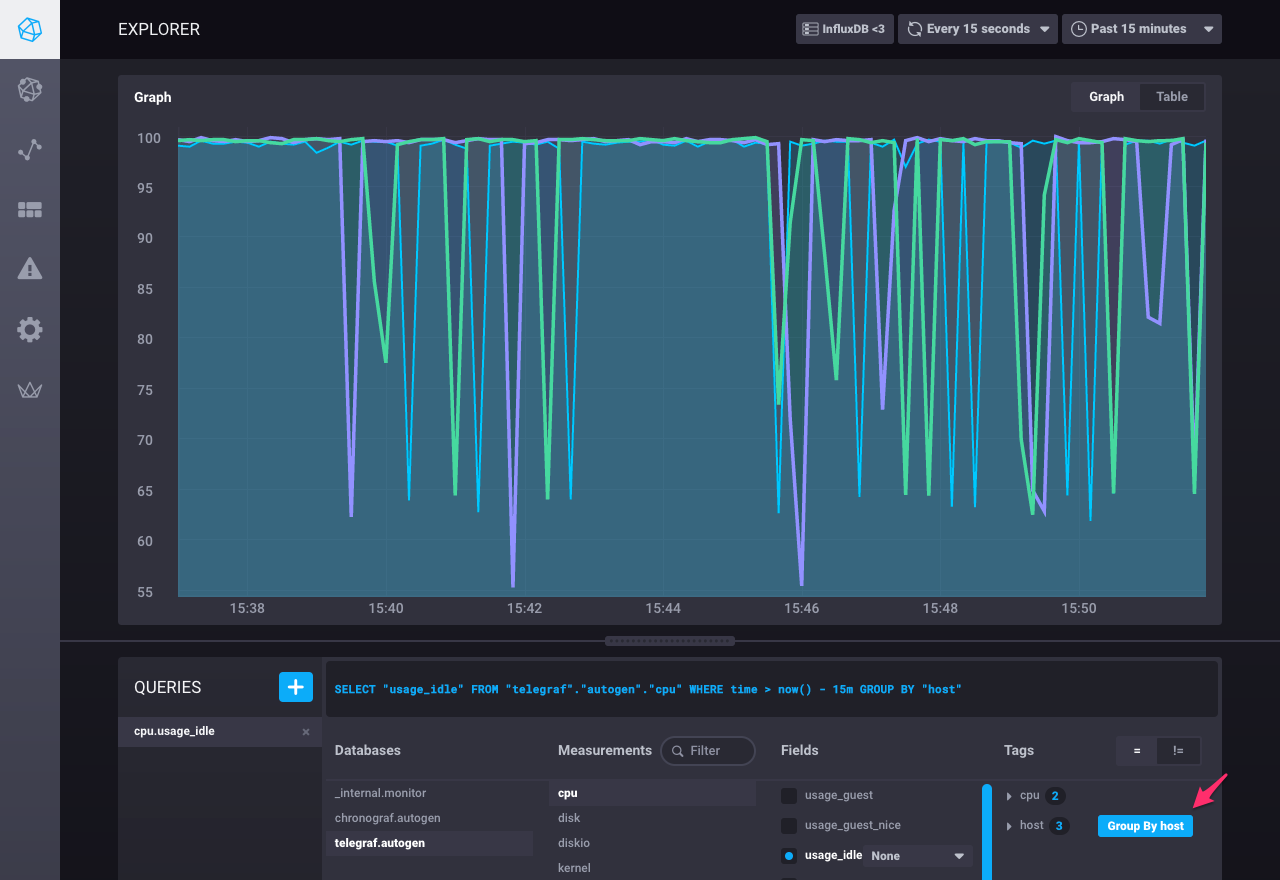 EXPLORER
InfluxDB <3
Every 15 seconds
Past 15 minutes
Graph
Graph
Table
100
95
90
85
80
75
70
65
60
55
15:38
15:40
15:42
15:44
15:46
15:48
15:50
QUERIES
+
SELECT "usage_idle" FROM "telegraf"."autogen"."cpu" WHERE time > now() - 15m GROUP BY "host"
cpu.usage_idle ×
Databases
Measurements
Filter
Fields
Tags
=
!=
_internal.monitor
chronograf.autogen
telegraf.autogen
cpu
disk
diskio
kernel
usage_guest
usage_guest_nice
usage_idle
None
cpu 2
host 3
Group By host